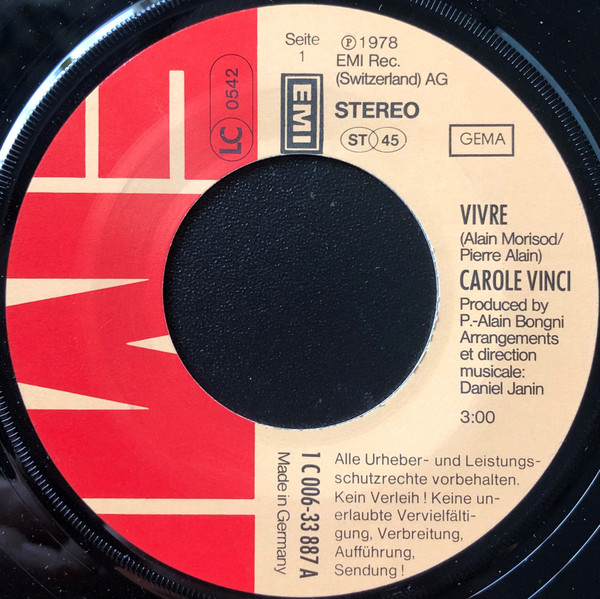 Seite
1
℗ 1978
EMI Rec.
(Switzerland) AG
LC 0542
EMI
STEREO
ST 45
GEMA
VIVRE
(Alain Morisod/
Pierre Alain)
CAROLE VINCI
Produced by
P.-Alain Bongni
Arrangements
et direction
musicale:
Daniel Janin
3:00
1 C 006-33 887 A
Made in Germany
Alle Urheber- und Leistungs-
schutzrechte vorbehalten.
Kein Verleih! Keine un-
erlaubte Vervielfälti-
gung, Verbreitung,
Aufführung,
Sendung!
EMI